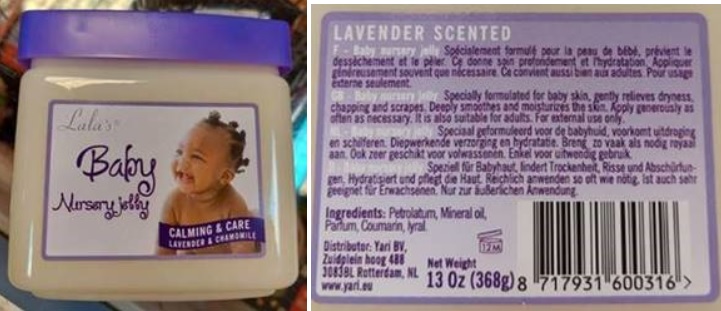 Lala's®
Baby
Nursery Jelly
CALMING & CARE
LAVENDER & CHAMOMILE
LAVENDER SCENTED
F - Baby nursery jelly Spécialement formulé pour la peau de bébé, prévient le
dessèchement et le peler. Ce donne soin profondement et l'hydratation. Appliquer
généreusement souvent que nécessaire. Ce convient aussi bien aux adultes. Pour usage
externe seulement.
GB - Baby nursery jelly Specially formulated for baby skin, gently relieves dryness,
chapping and scrapes. Deeply smoothes and moisturizes the skin. Apply generously as
often as necessary. It is also suitable for adults. For external use only.
NL - Baby nursery jelly Speciaal geformuleerd voor de babyhuid, voorkomt uitdroging
en schilferen. Diepwerkende verzorging en hydratatie. Breng zo vaak als nodig royaal
aan. Ook zeer geschikt voor volwassenen. Enkel voor uitwendig gebruik.
Speziell für Babyhaut, lindert Trockenheit, Risse und Abschürfun-
gen. Hydratisiert und pflegt die Haut. Reichlich anwenden so oft wie nötig. Ist auch sehr
geeignet für Erwachsenen. Nur zur äußerlichen Anwendung.
Ingredients: Petrolatum, Mineral oil,
Parfum, Coumarin, lyral.
Distributor: Yari BV,
Zuidplein hoog 488
3083BL Rotterdam, NL
www.yari.eu
12M
Net Weight
13 Oz (368g)
8 717931 600316 >